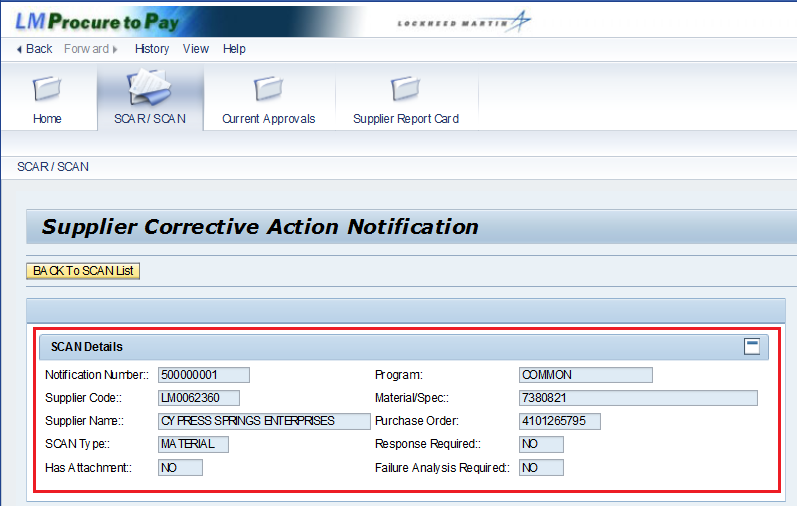 LM Procure to Pay
LOCKHEED MARTIN
Back Forward History View Help
Home SCAR / SCAN Current Approvals Supplier Report Card
SCAR / SCAN
Supplier Corrective Action Notification
BACK To SCAN List
SCAN Details
Notification Number:: 500000001 Program: COMMON
Supplier Code:: LM0062360 Material/Spec:: 7380821
Supplier Name:: CYPRESS SPRINGS ENTERPRISES Purchase Order: 4101265795
SCAN Type:: MATERIAL Response Required:: NO
Has Attachment:: NO Failure Analysis Required:: NO